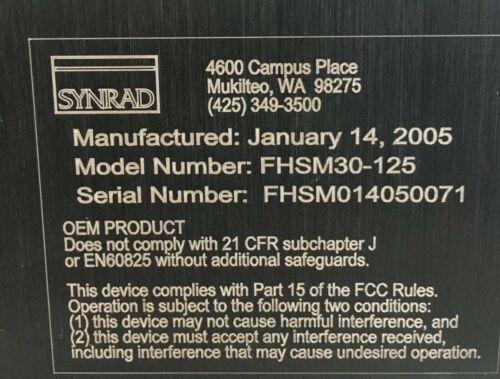 SYNRAD
4600 Campus Place
Mukilteo, WA 98275
(425) 349-3500
Manufactured: January 14, 2005
Model Number: FHSM30-125
Serial Number: FHSM014050071
OEM PRODUCT
Does not comply with 21 CFR subchapter J
or EN60825 without additional safeguards.
This device complies with Part 15 of the FCC Rules.
Operation is subject to the following two conditions:
(1) this device may not cause harmful interference, and
(2) this device must accept any interference received,
including interference that may cause undesired operation.